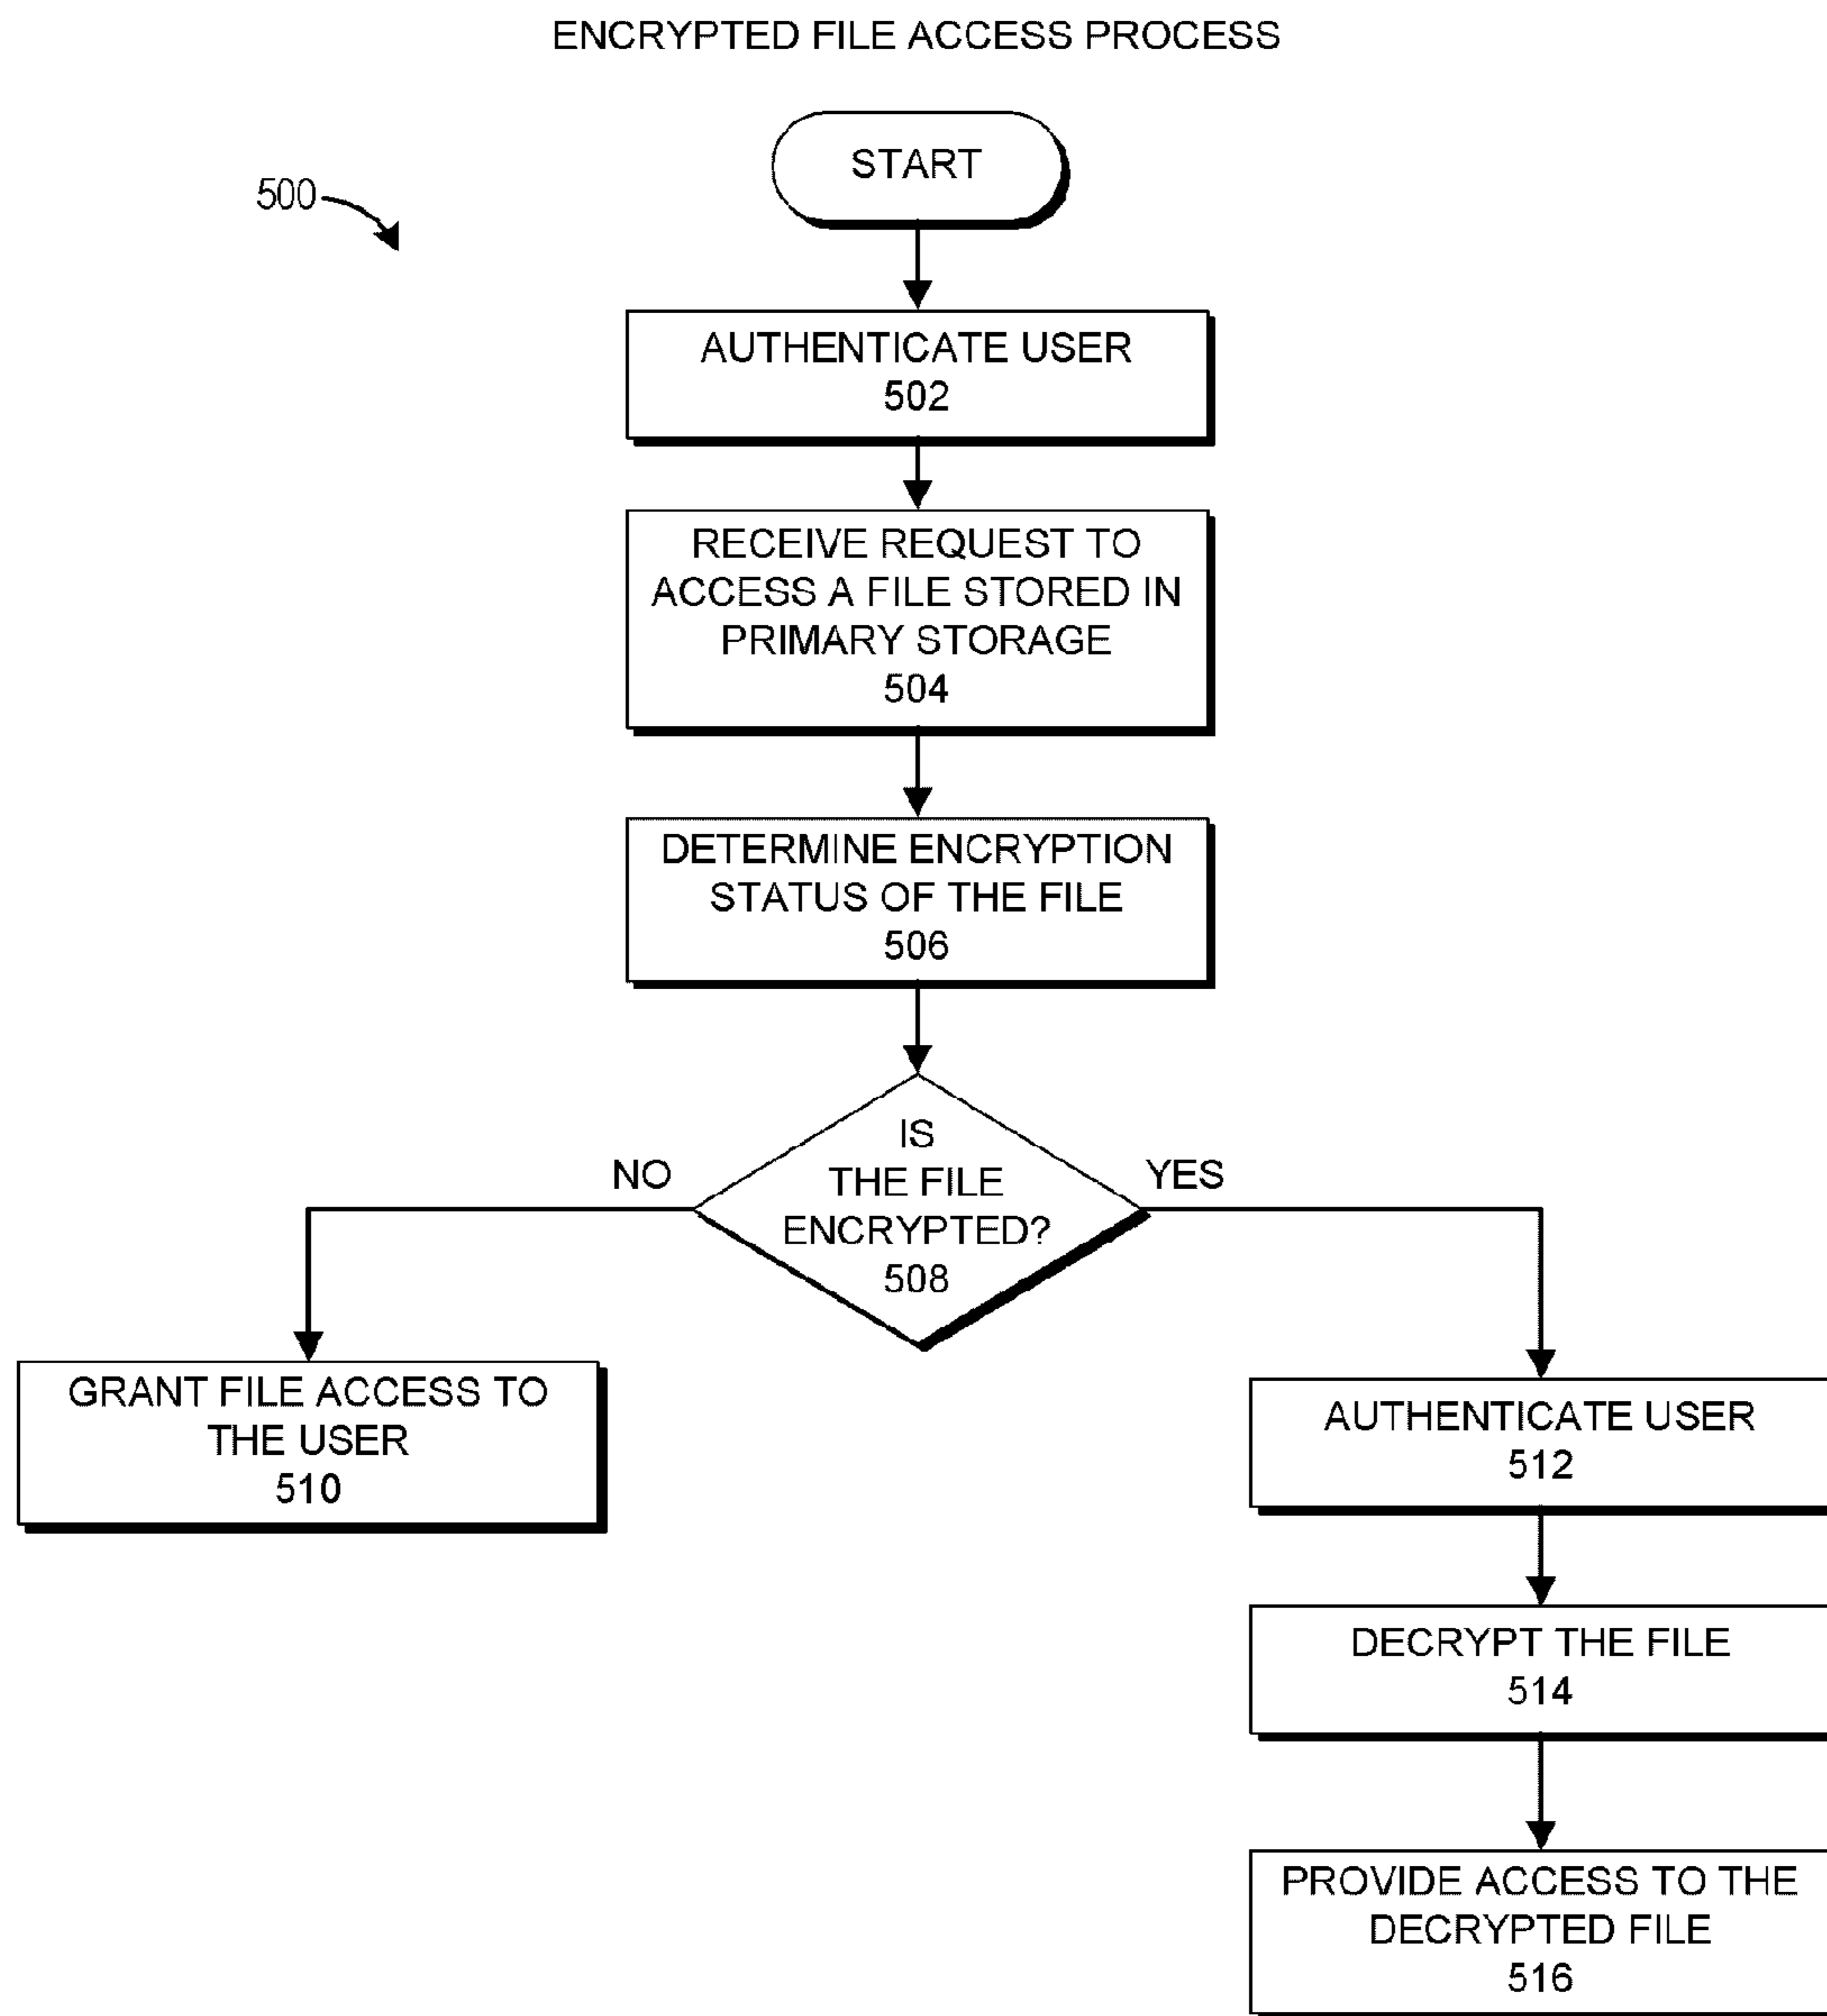 ENCRYPTED FILE ACCESS PROCESS
START
500
AUTHENTICATE USER
502
RECEIVE REQUEST TO
ACCESS A FILE STORED IN
PRIMARY STORAGE
504
DETERMINE ENCRYPTION
STATUS OF THE FILE
506
IS
THE FILE
ENCRYPTED?
508
NO
YES
GRANT FILE ACCESS TO
THE USER
510
AUTHENTICATE USER
512
DECRYPT THE FILE
514
PROVIDE ACCESS TO THE
DECRYPTED FILE
516